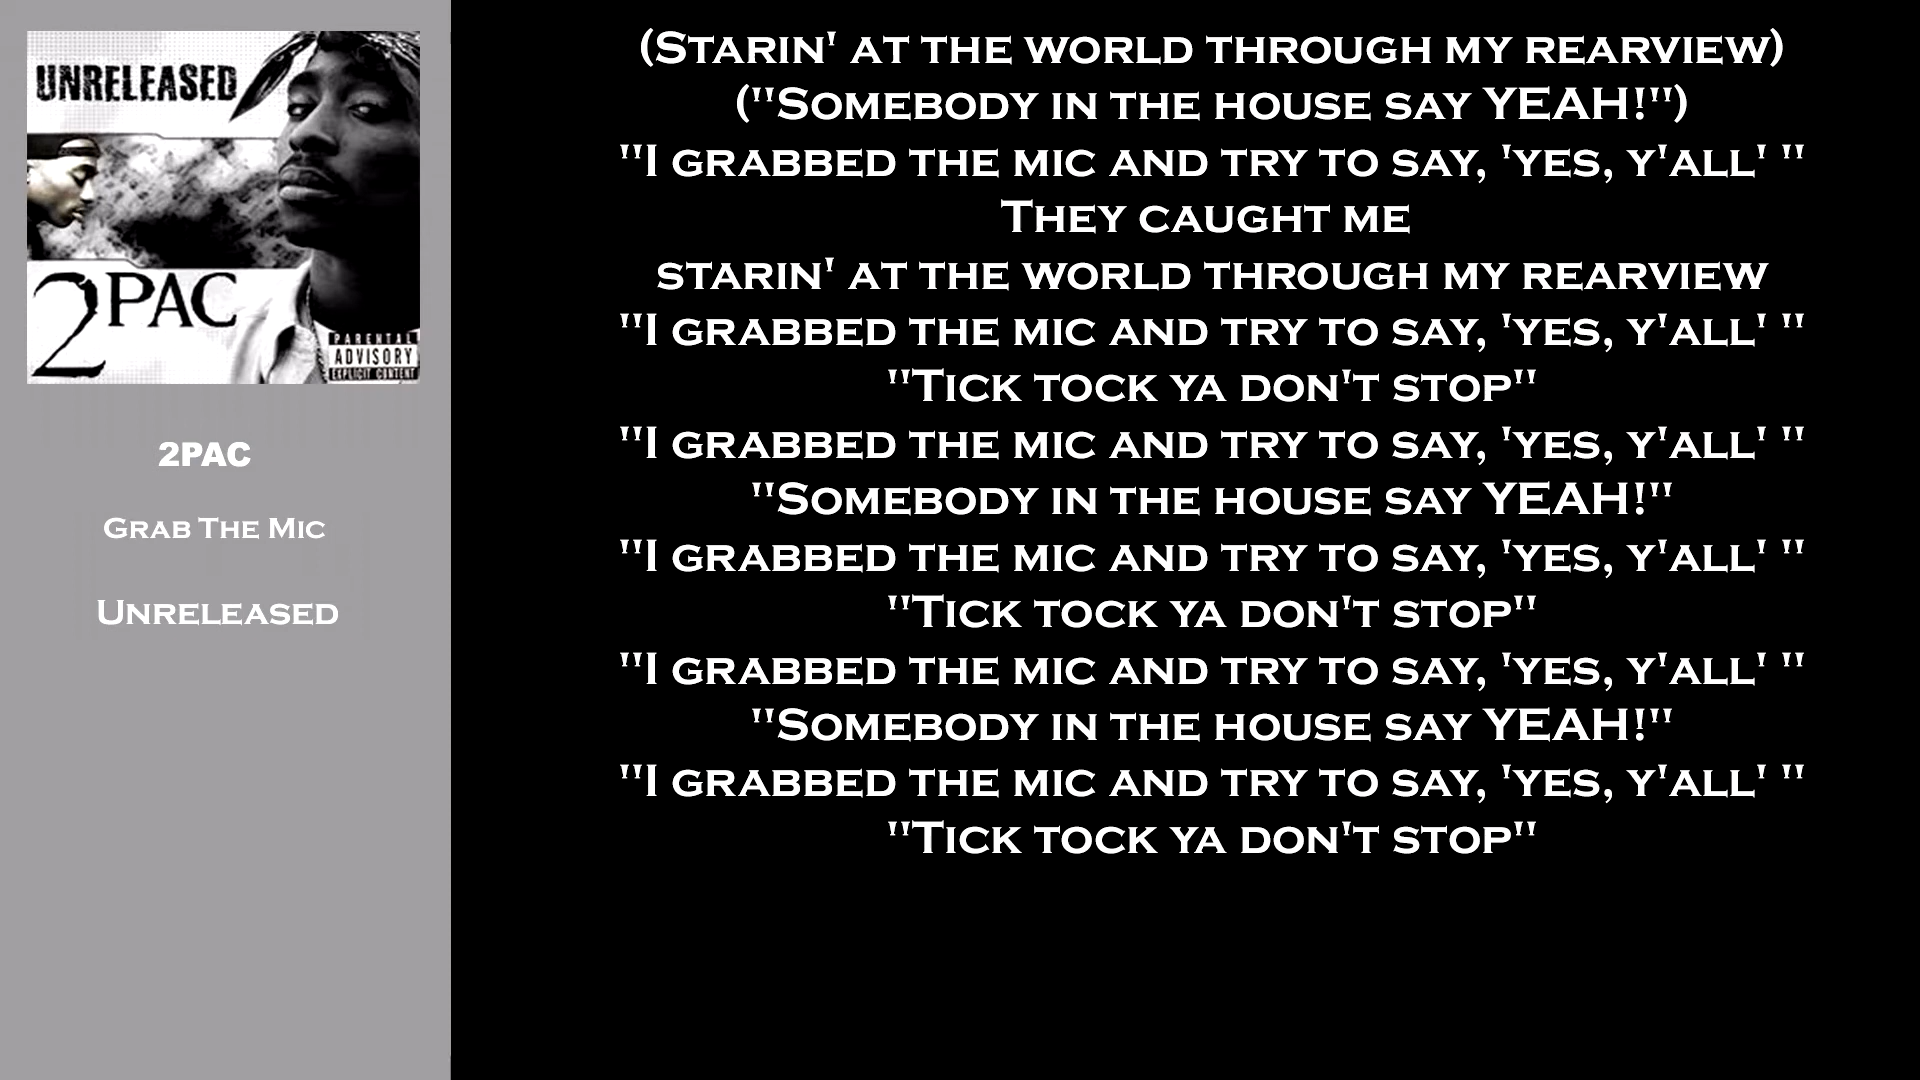 UNRELEASED
2PAC
PARENTAL
ADVISORY
EXPLICIT CONTENT
2PAC
Grab The Mic
Unreleased
(Starin' at the world through my rearview)
("Somebody in the house say YEAH!")
"I grabbed the mic and try to say, 'yes, y'all' "
They caught me
starin' at the world through my rearview
"I grabbed the mic and try to say, 'yes, y'all' "
"Tick tock ya don't stop"
"I grabbed the mic and try to say, 'yes, y'all' "
"Somebody in the house say YEAH!"
"I grabbed the mic and try to say, 'yes, y'all' "
"Tick tock ya don't stop"
"I grabbed the mic and try to say, 'yes, y'all' "
"Somebody in the house say YEAH!"
"I grabbed the mic and try to say, 'yes, y'all' "
"Tick tock ya don't stop"